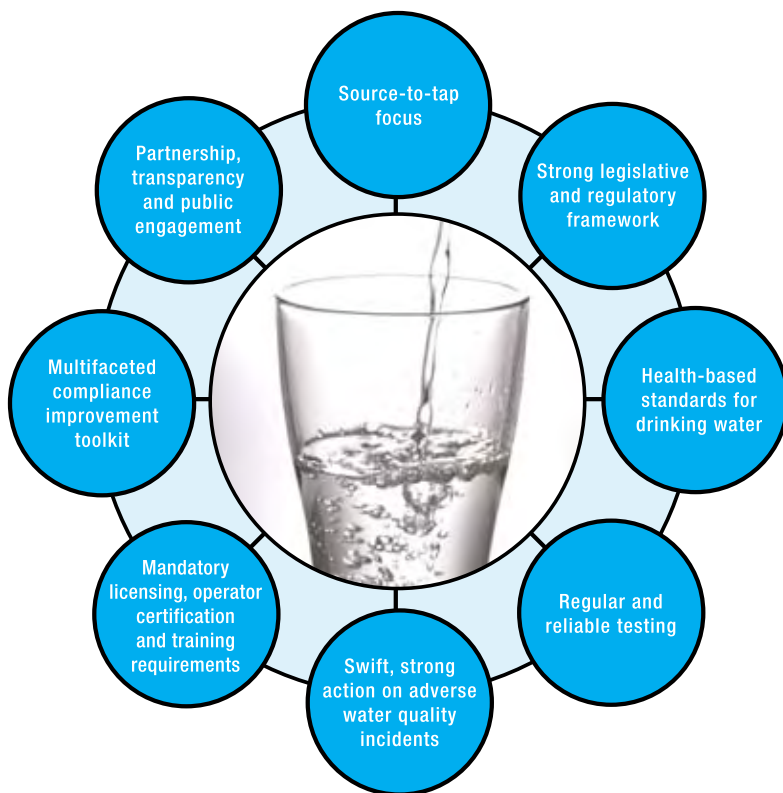 Source-to-tap
focus
Strong legislative
and regulatory
framework
Health-based
standards for
drinking water
Regular and
reliable testing
Swift, strong
action on adverse
water quality
incidents
Mandatory
licensing, operator
certification
and training
requirements
Multifaceted
compliance
improvement
toolkit
Partnership,
transparency
and public
engagement